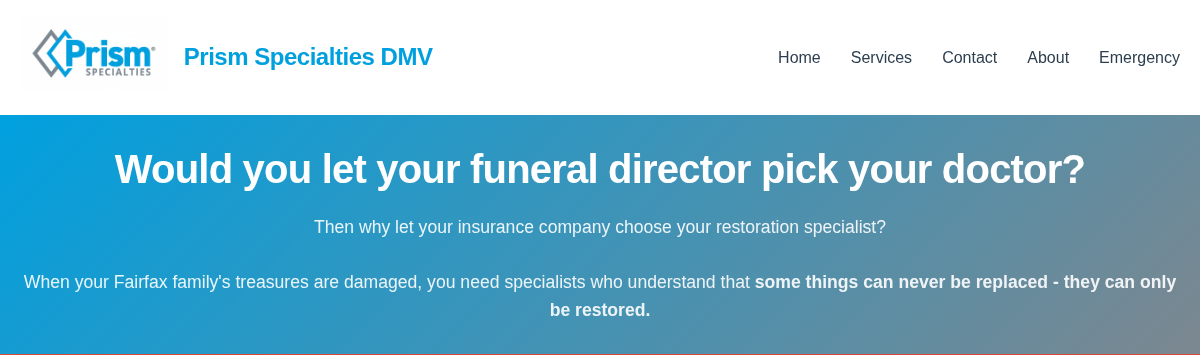 Prism®
SPECIALTIES
Prism Specialties DMV
Home Services Contact About Emergency
Would you let your funeral director pick your doctor?
Then why let your insurance company choose your restoration specialist?
When your Fairfax family's treasures are damaged, you need specialists who understand that some things can never be replaced - they can only
be restored.